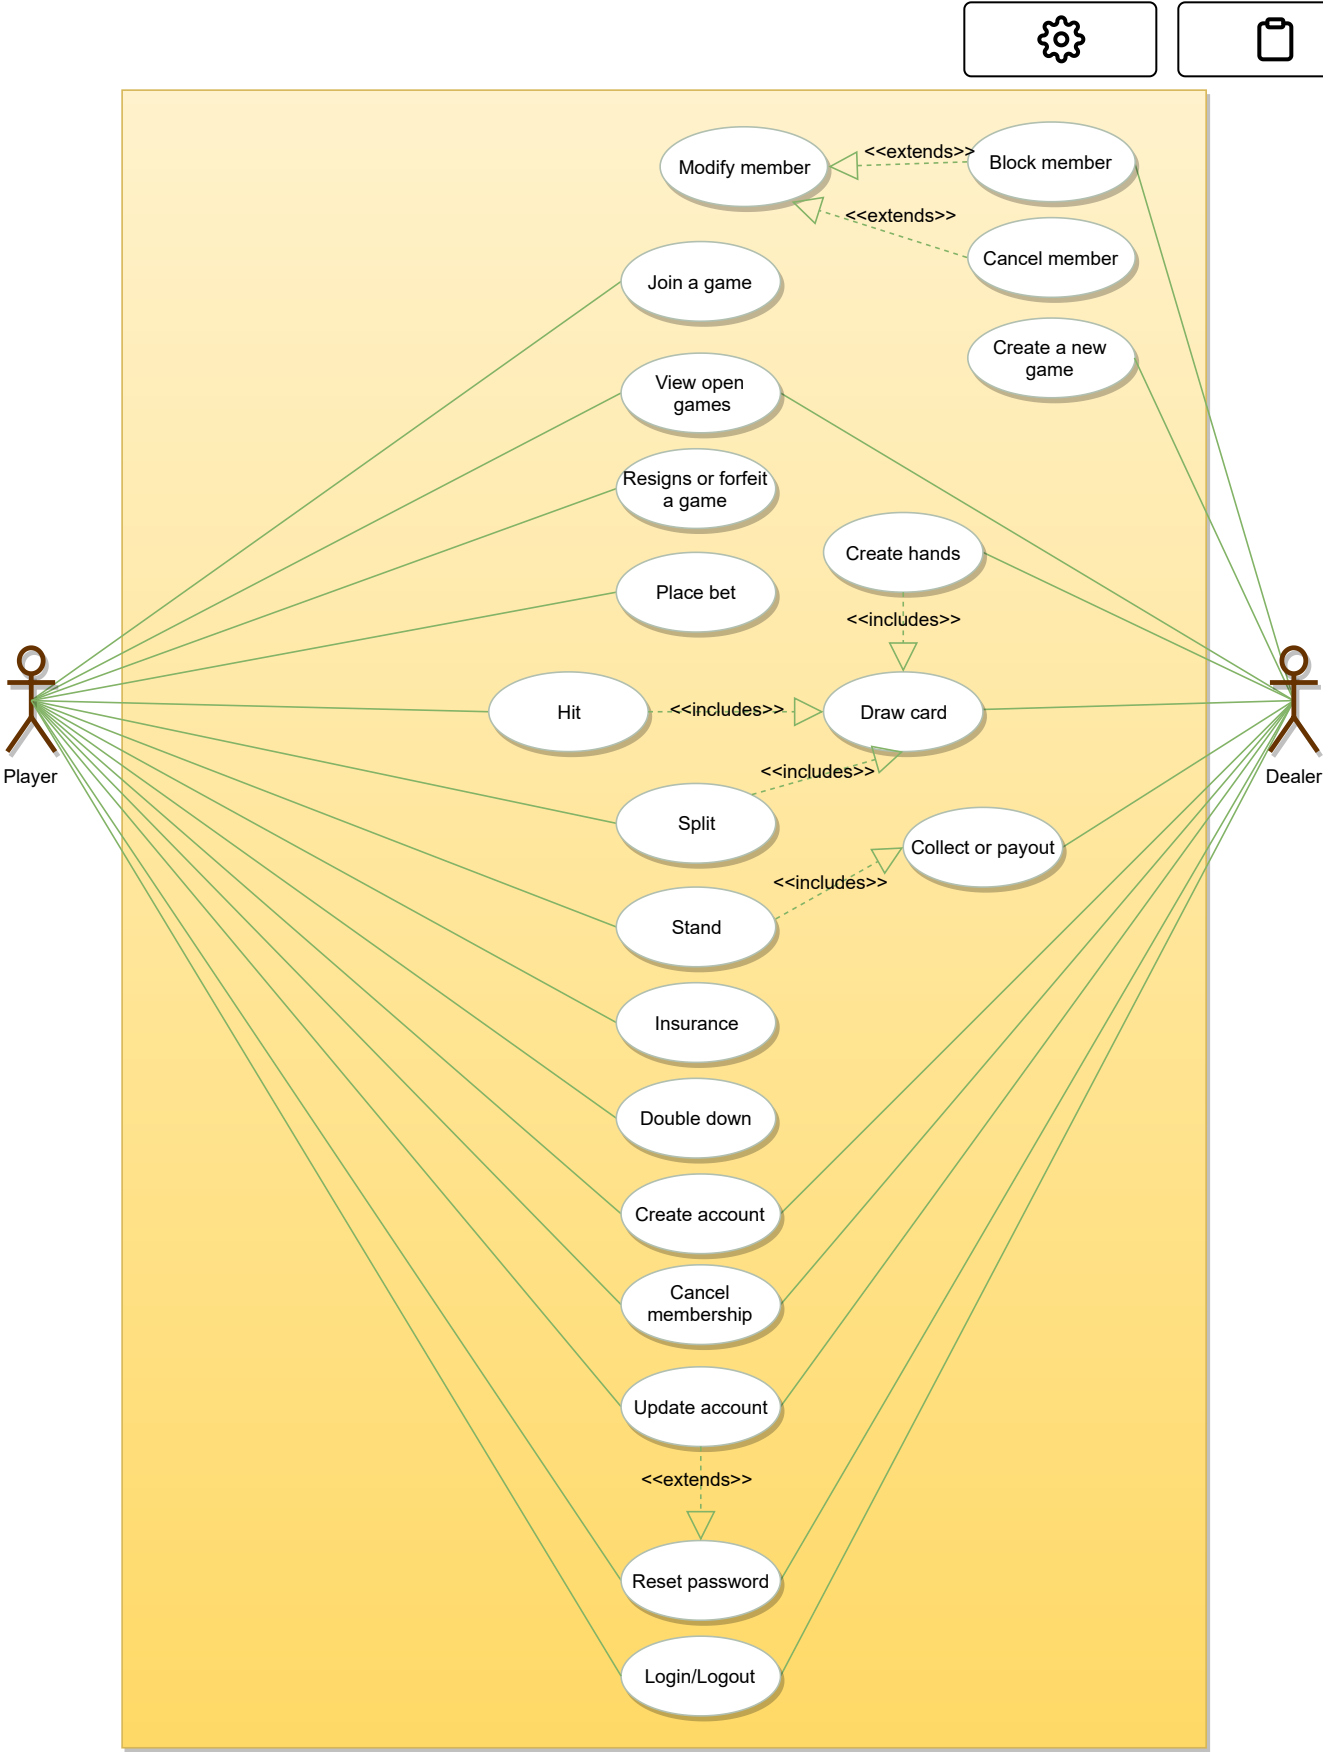 Modify member
<<extends>>
Block member
<<extends>>
Cancel member
Join a game
Create a new
game
View open
games
Resigns or forfeit
a game
Create hands
Place bet
<<includes>>
Hit
<<includes>>
Draw card
Player
Dealer
<<includes>>
Split
Collect or payout
<<includes>>
Stand
Insurance
Double down
Create account
Cancel
membership
Update account
<<extends>>
Reset password
Login/Logout